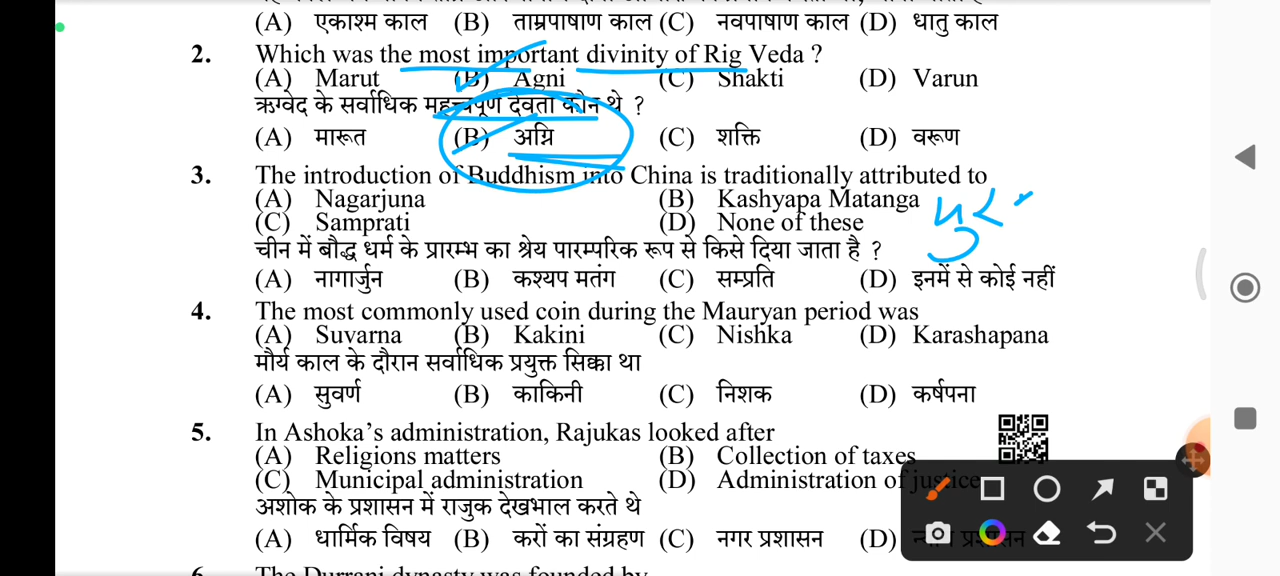 (A) एकाश्म काल (B) ताम्रपाषाण काल (C) नवपाषाण काल (D) धातु काल
2. Which was the most important divinity of Rig Veda ?
(A) Marut (B) Agni (C) Shakti (D) Varun
ऋग्वेद के सर्वाधिक महत्त्वपूर्ण देवता कौन थे ?
(A) मारूत (B) अग्नि (C) शक्ति (D) वरूण
3. The introduction of Buddhism into China is traditionally attributed to
(A) Nagarjuna (B) Kashyapa Matanga
(C) Samprati (D) None of these
चीन में बौद्ध धर्म के प्रारम्भ का श्रेय पारम्परिक रूप से किसे दिया जाता है ?
(A) नागार्जुन (B) कश्यप मतंग (C) सम्प्रति (D) इनमें से कोई नहीं
4. The most commonly used coin during the Mauryan period was
(A) Suvarna (B) Kakini (C) Nishka (D) Karashapana
मौर्य काल के दौरान सर्वाधिक प्रयुक्त सिक्का था
(A) सुवर्ण (B) काकिनी (C) निशक (D) कर्षपना
5. In Ashoka's administration, Rajukas looked after
(A) Religions matters (B) Collection of taxes
(C) Municipal administration (D) Administration of justice
अशोक के प्रशासन में राजुक देखभाल करते थे
(A) धार्मिक विषय (B) करों का संग्रहण (C) नगर प्रशासन (D)